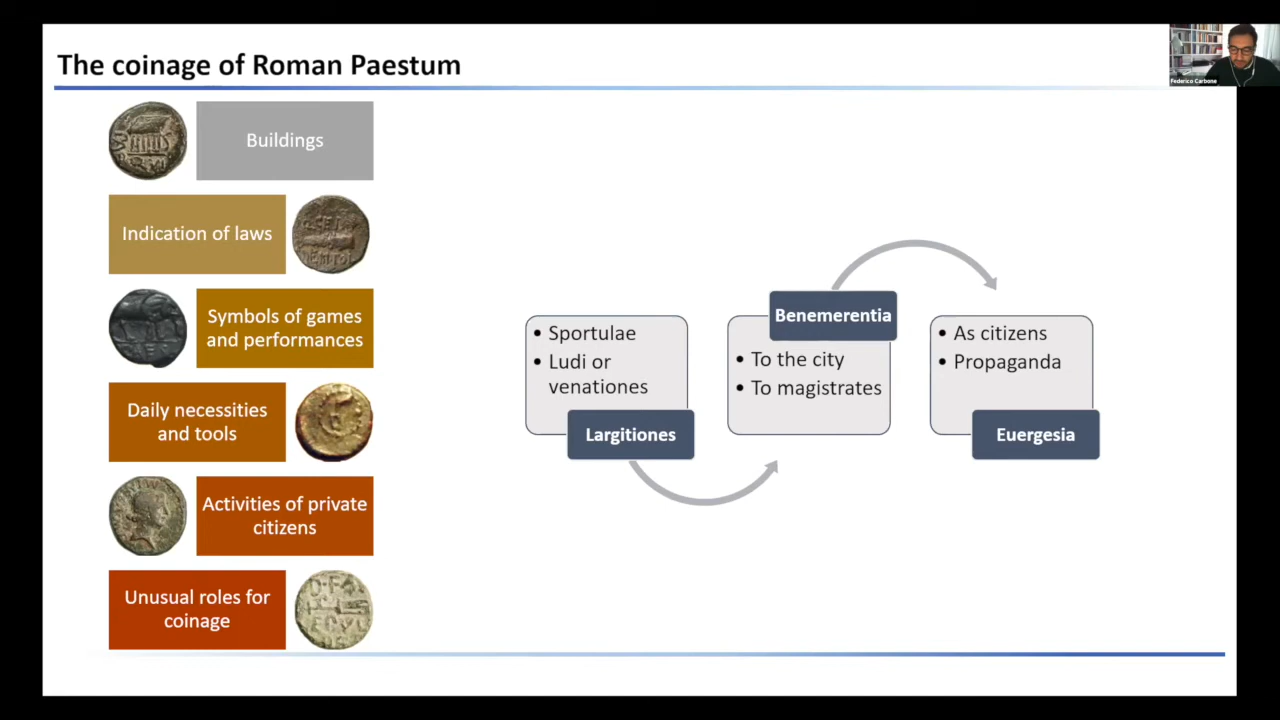 The coinage of Roman Paestum
Federico Carbone
Buildings
Indication of laws
Symbols of games
and performances
Daily necessities
and tools
Activities of private
citizens
Unusual roles for
coinage
• Sportulae
• Ludi or
venationes
Largitiones
Benemerentia
• To the city
• To magistrates
• As citizens
• Propaganda
Euergesia